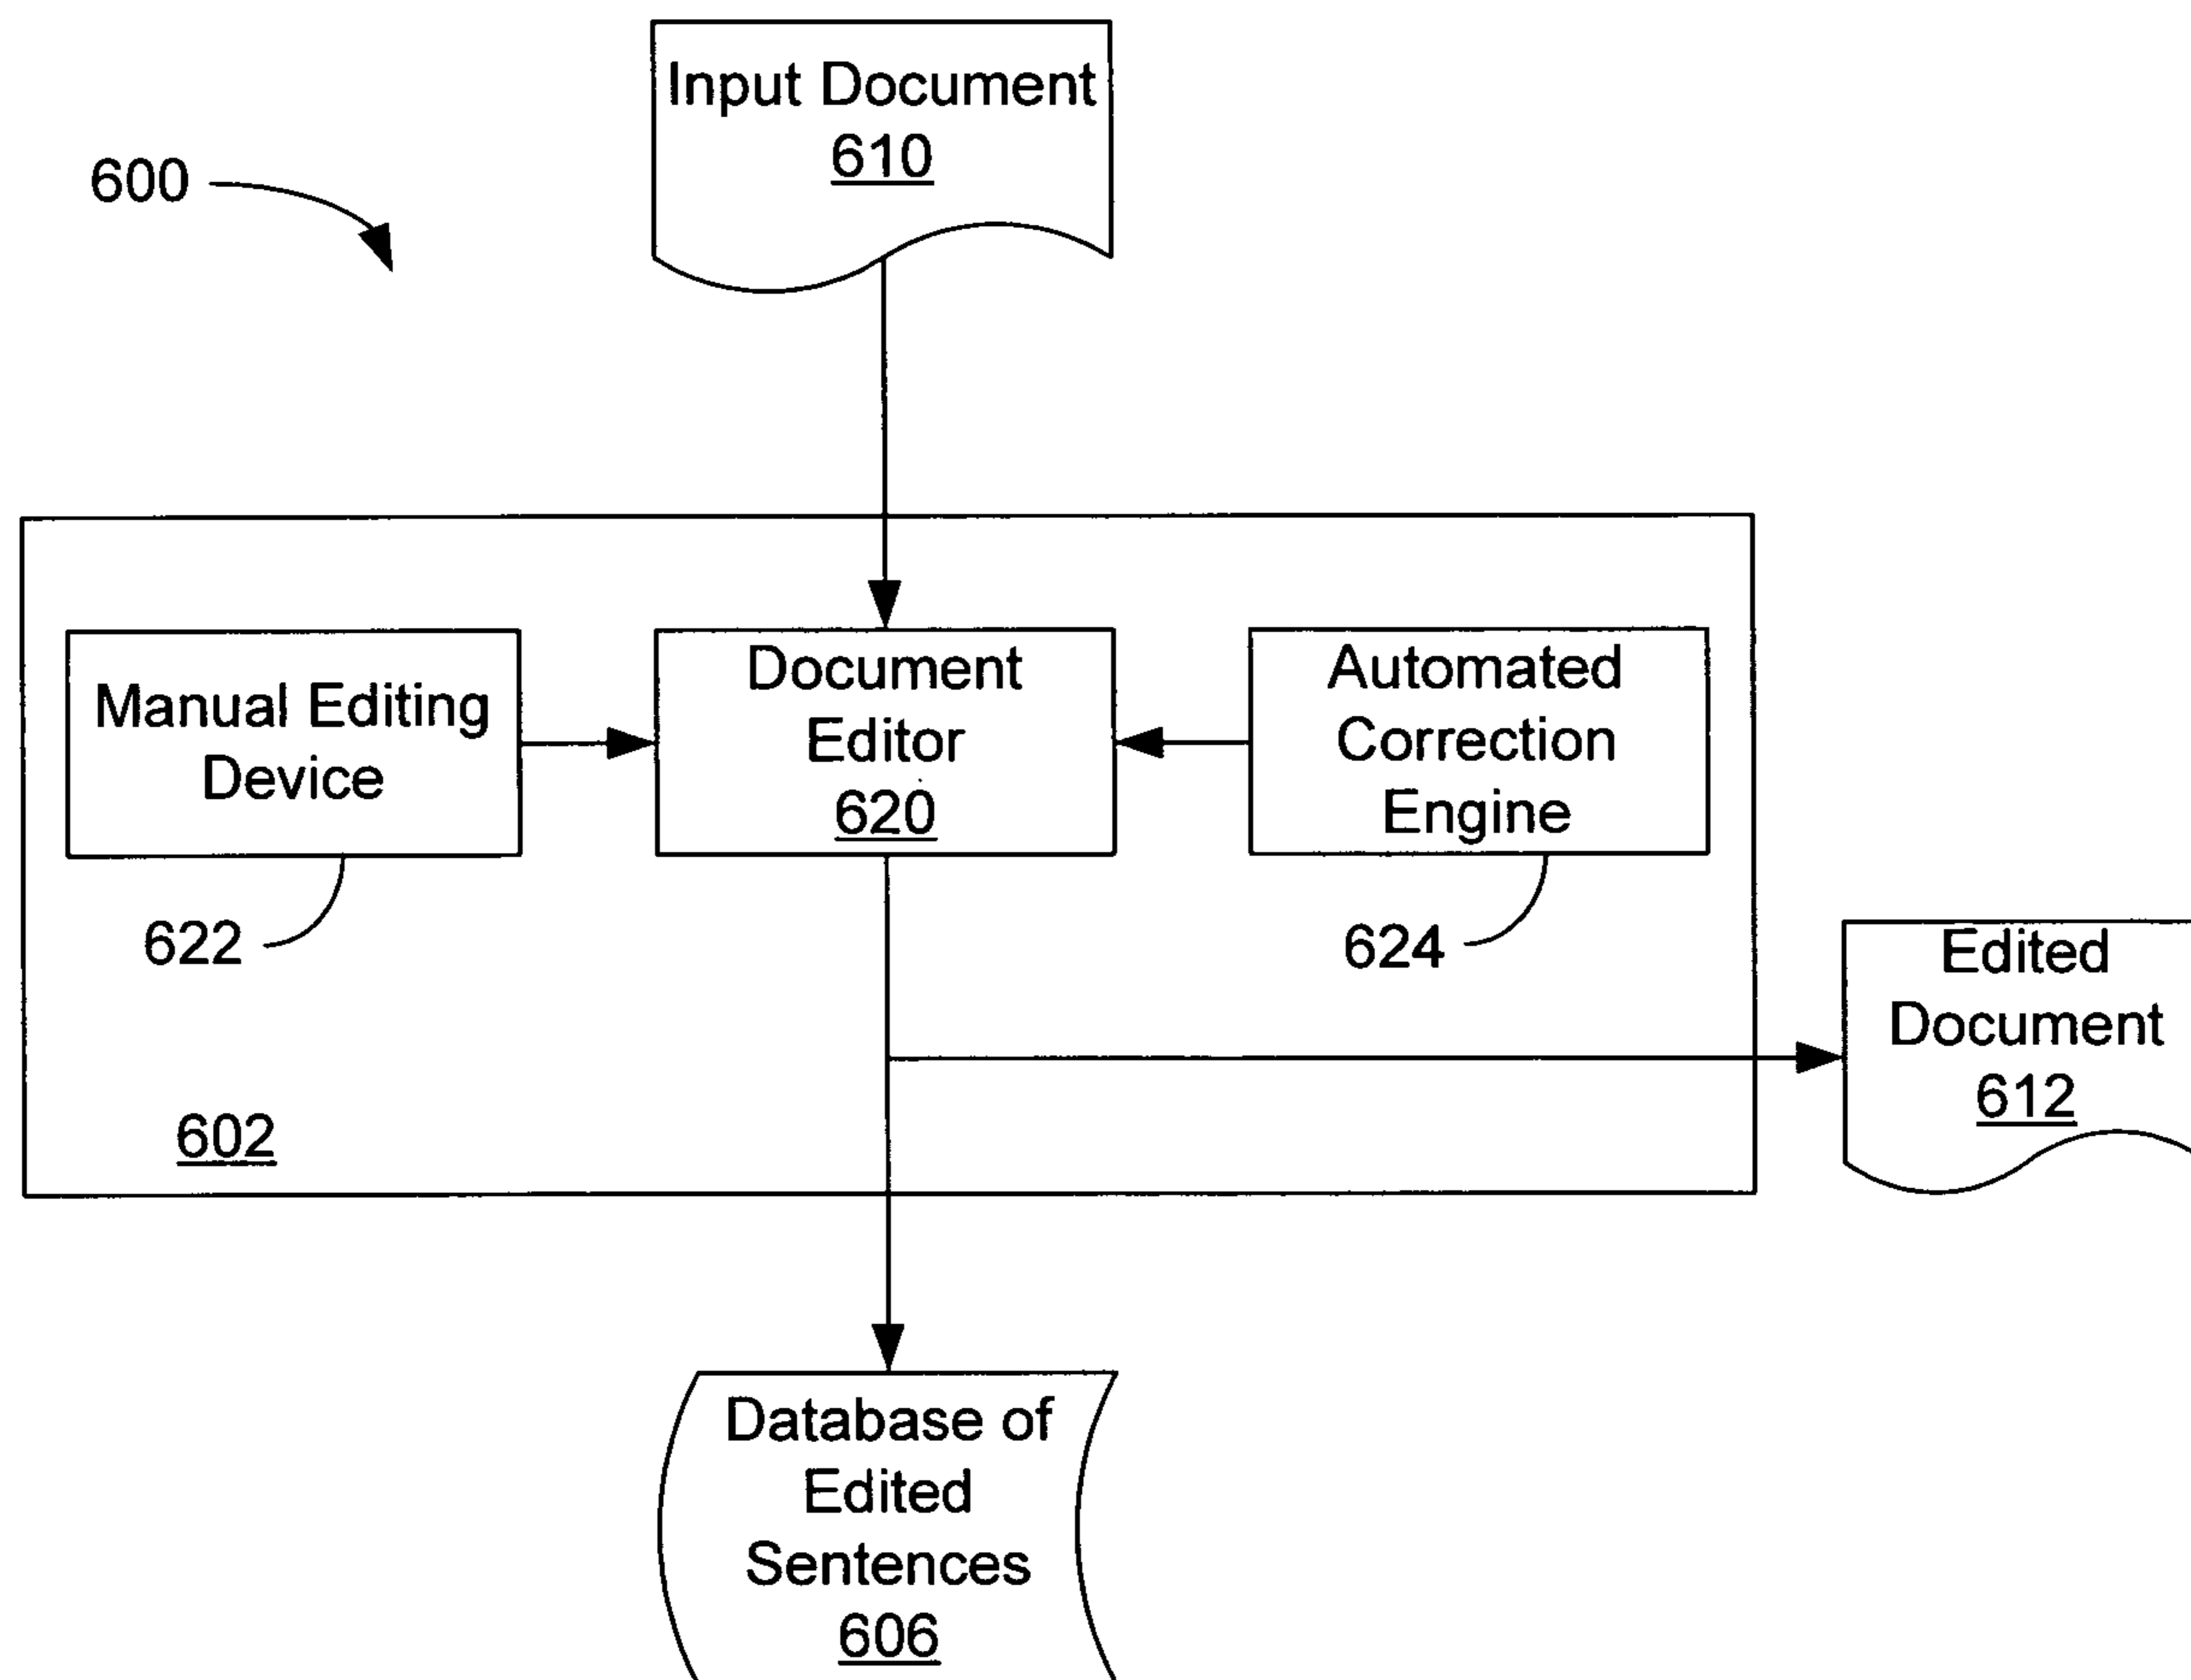 Input Document
610
600
Manual Editing
Device
Document
Editor
620
Automated
Correction
Engine
622
624
Edited
Document
612
602
Database of
Edited
Sentences
606